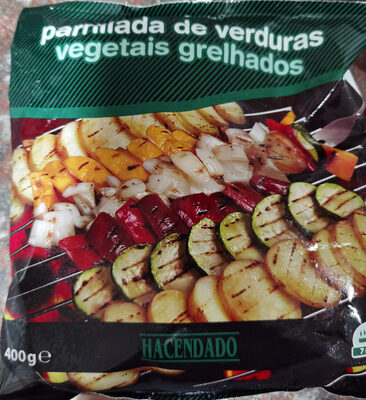 parrillada de verduras
vegetais grelhados
HACENDADO
400g℮